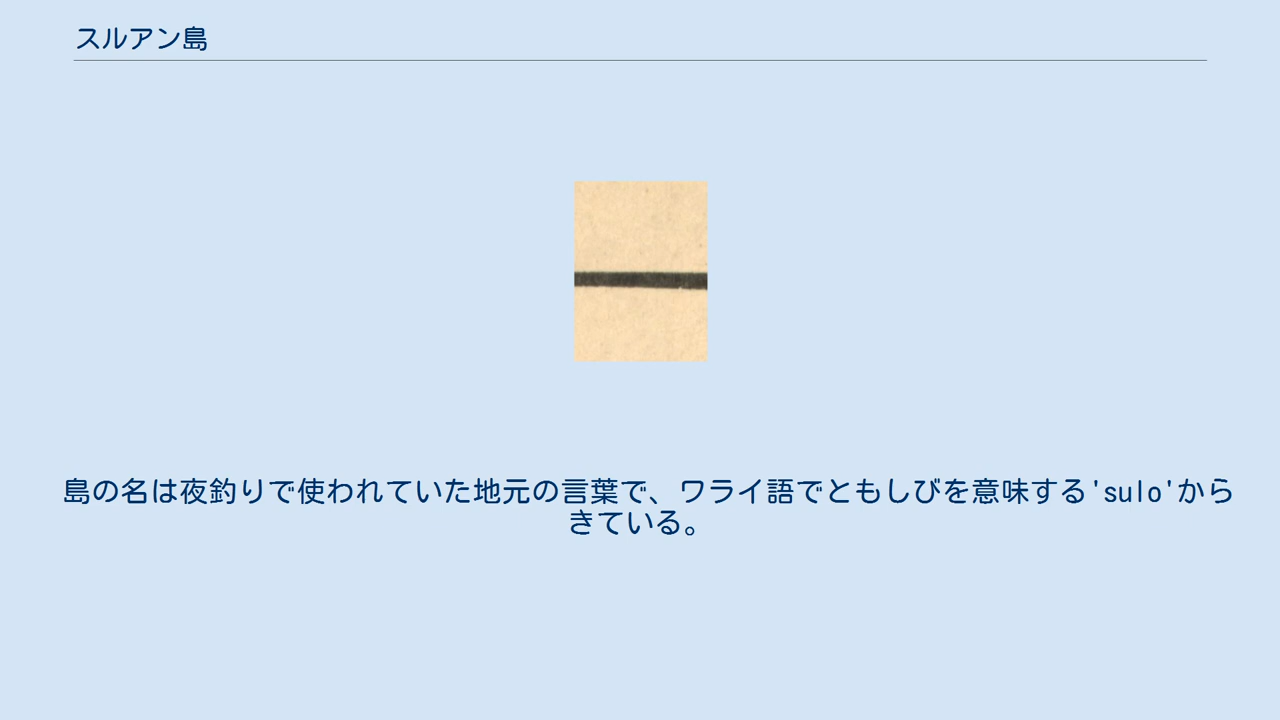 スルアン島
島の名は夜釣りで使われていた地元の言葉で、ワライ語でともしびを意味する'sulo'から
きている。